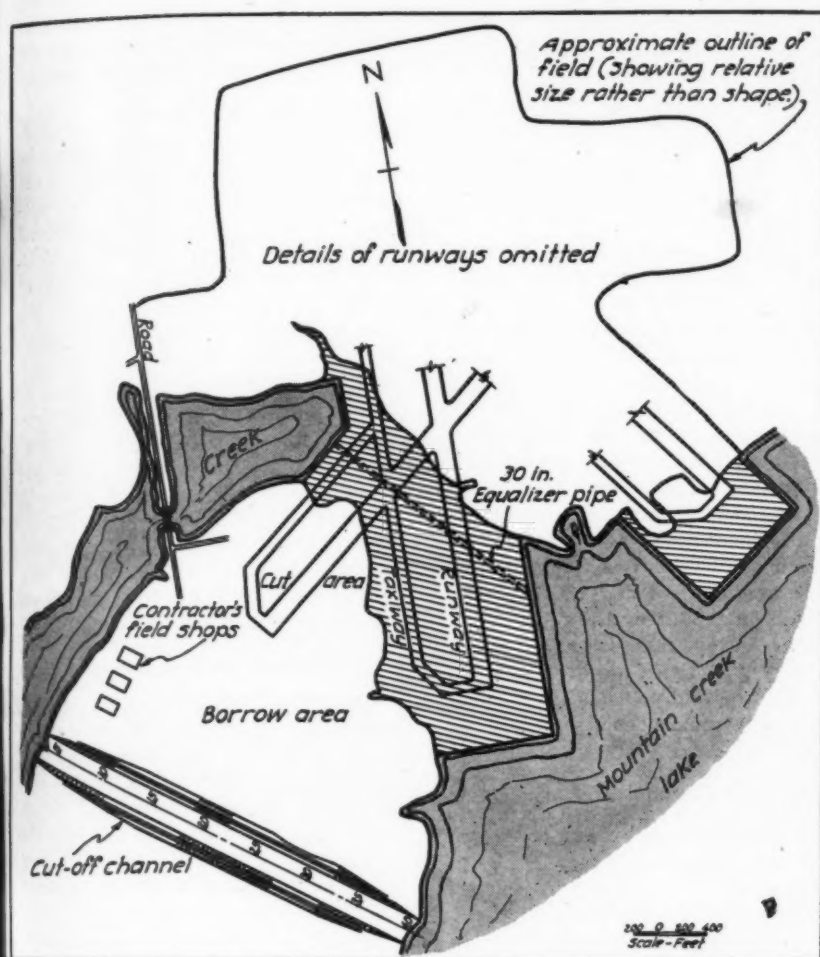 Approximate outline of
field (showing relative
size rather than shape)
N
Details of runways omitted
Road
Creek
30 in.
Equalizer pipe
Cut area
Taxiway
Runway
Contractor's
field shops
Borrow area
Mountain creek
lake
Cut-off channel
200 0 200 400
Scale-Feet